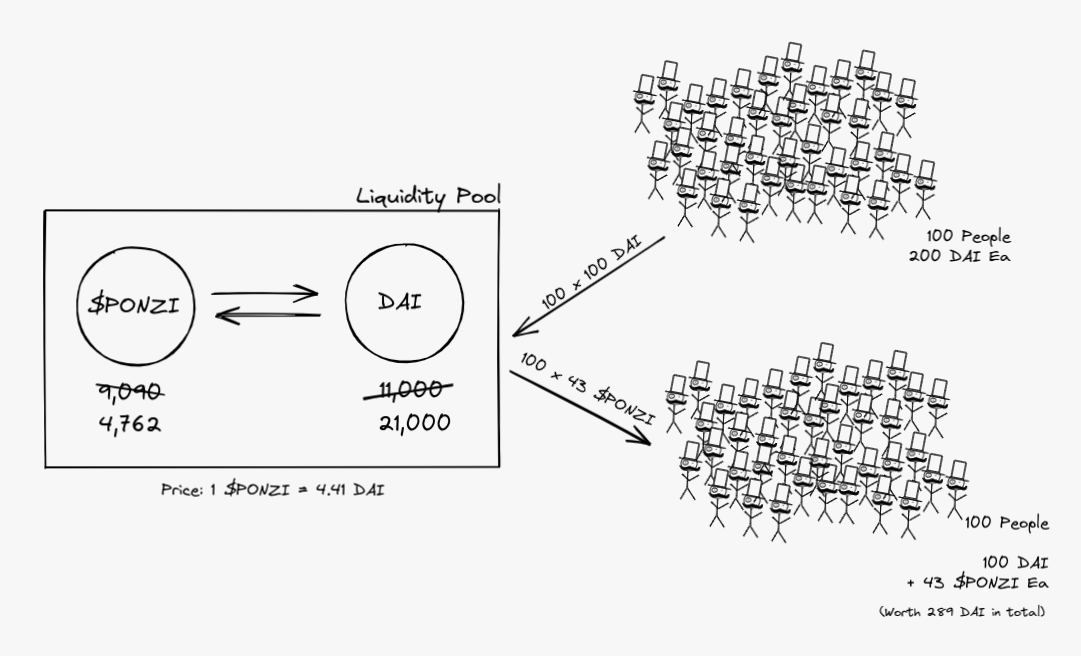 Liquidity Pool
$PONZI
DAI
9,090
11,000
4,762
21,000
Price: 1 $PONZI = 4.41 DAI
100 People
200 DAI Ea
100 x 100 DAI
100 x 43 $PONZI
100 People
100 DAI
+ 43 $PONZI Ea
(Worth 289 DAI in total)